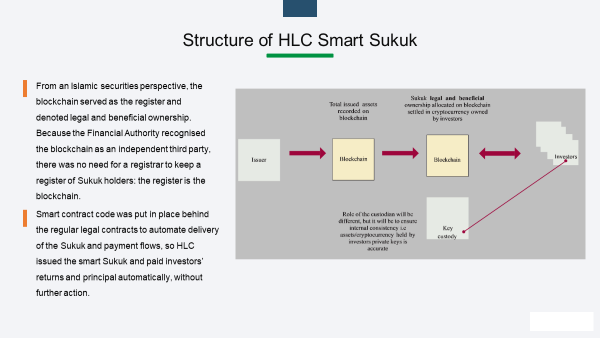 Structure of HLC Smart Sukuk
From an Islamic securities perspective, the
blockchain served as the register and
denoted legal and beneficial ownership.
Because the Financial Authority recognised
the blockchain as an independent third party,
there was no need for a registrar to keep a
register of Sukuk holders: the register is the
blockchain.
Smart contract code was put in place behind
the regular legal contracts to automate delivery
of the Sukuk and payment flows, so HLC
issued the smart Sukuk and paid investors'
returns and principal automatically, without
further action.
Total issued assets
recorded on
blockchain
Sukuk legal and beneficial
ownership allocated on blockchain
settled in cryptocurrency owned
by investors
Issuer
Blockchain
Blockchain
Investors
Role of the custodian will be
different, but it will be to ensure
internal consistency i.e
assets/cryptocurrency held by
investors private keys is
accurate
Key
custody